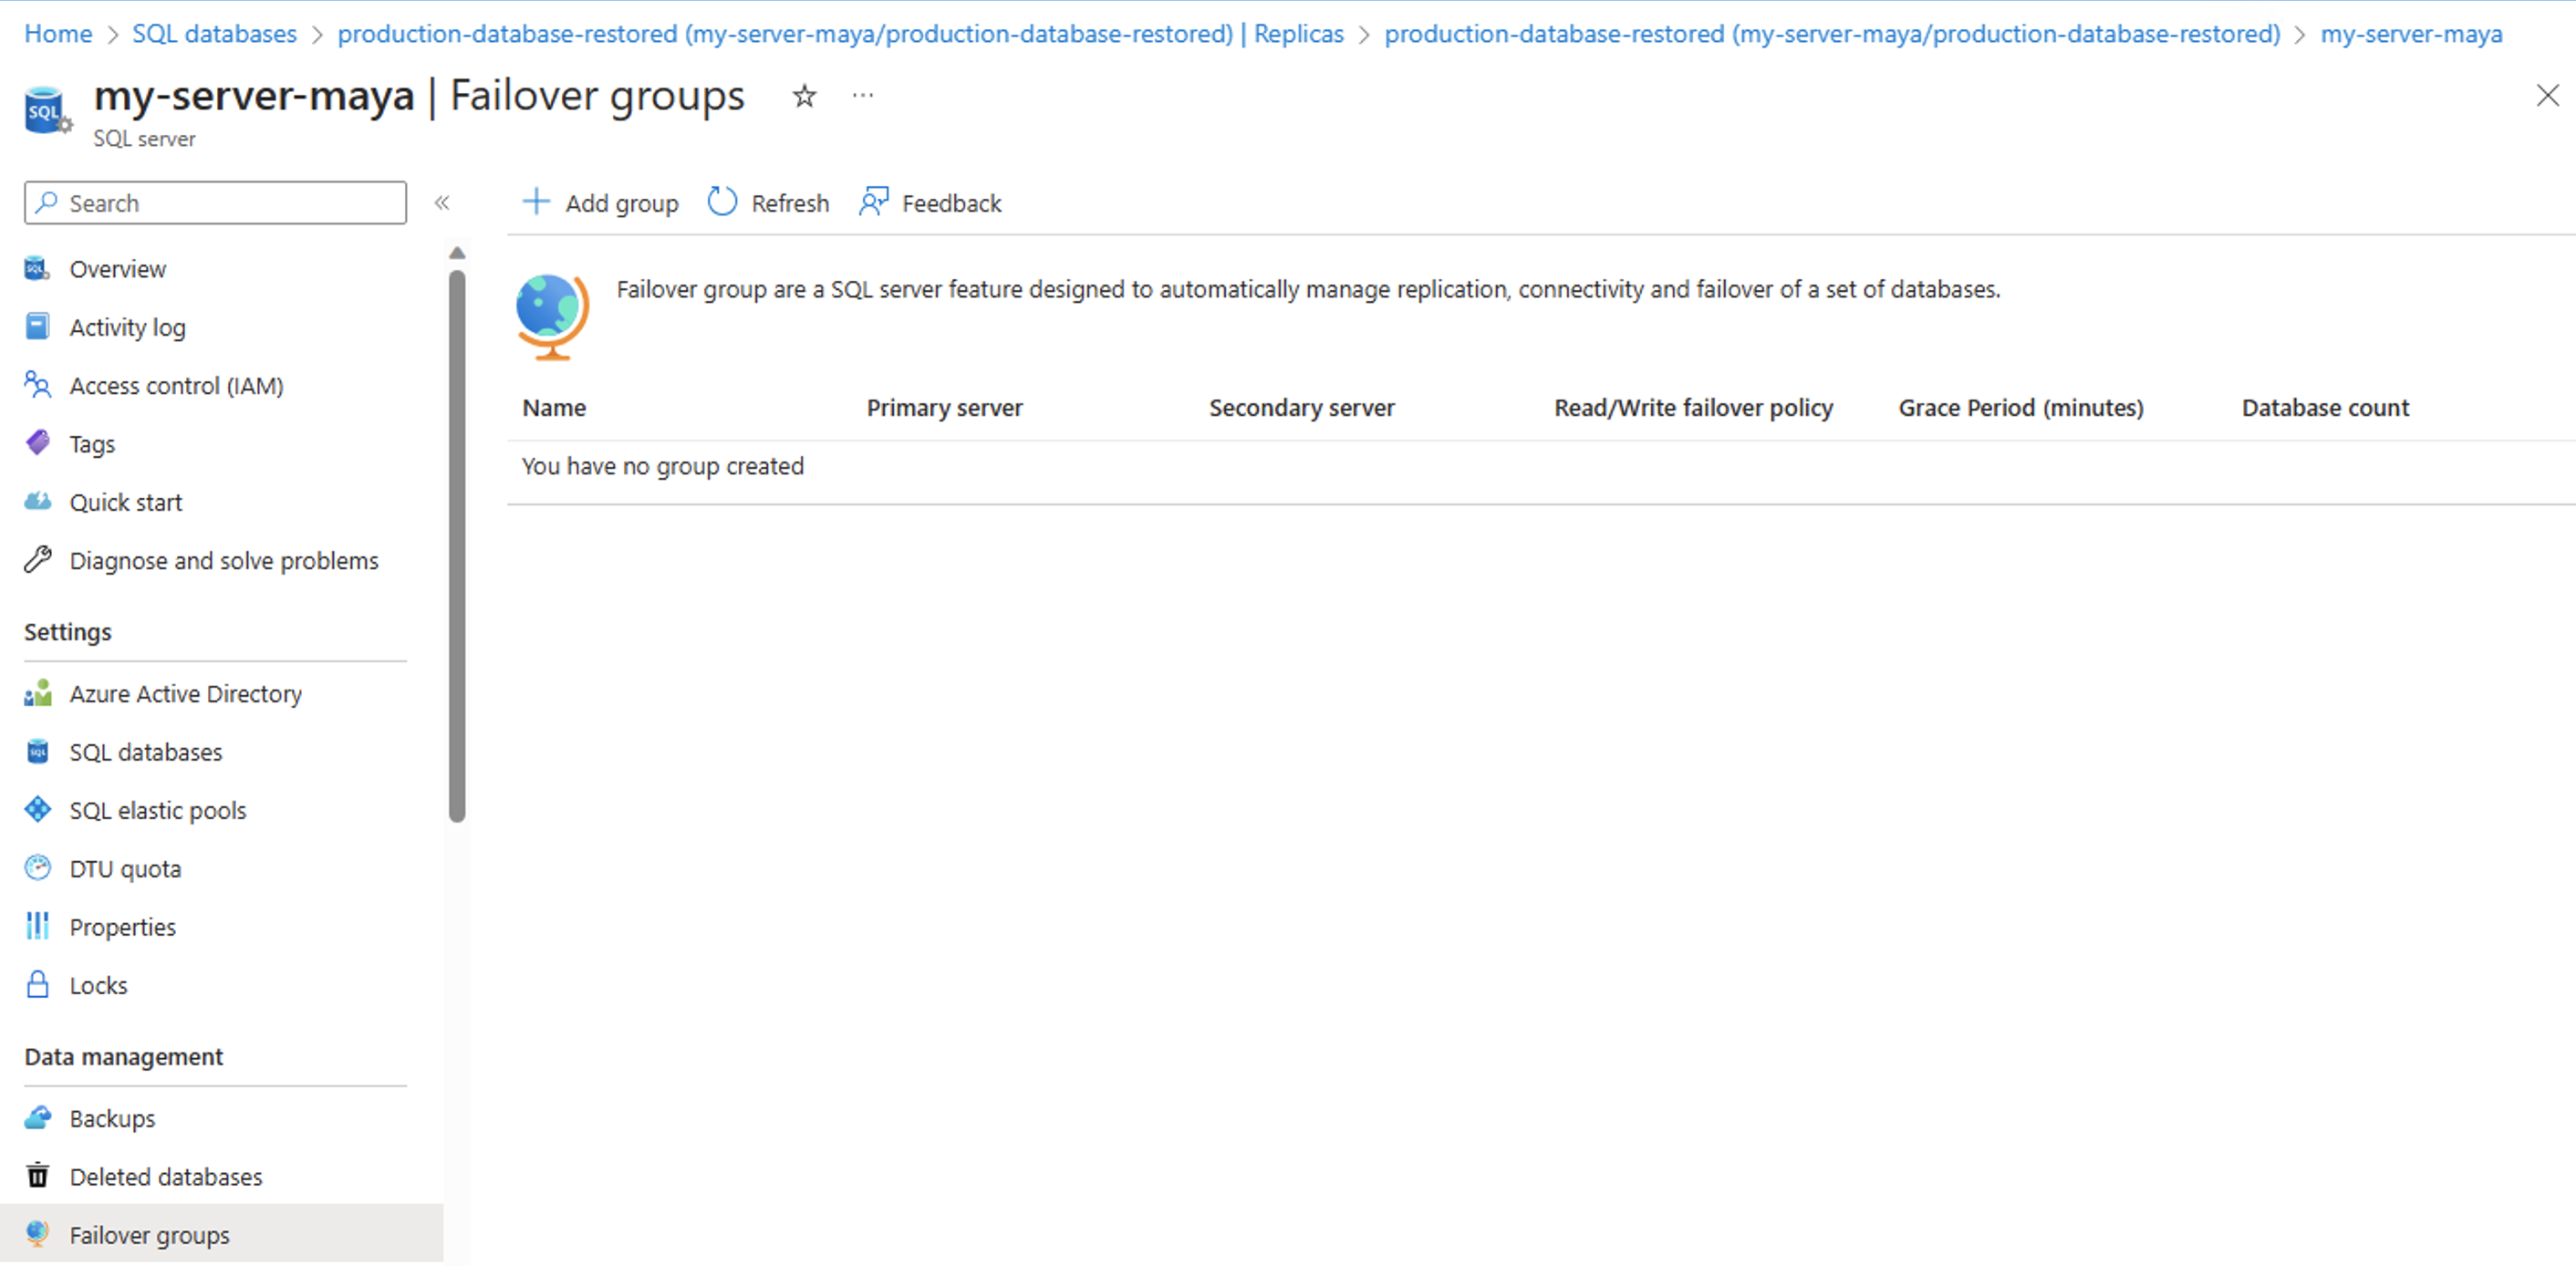 Home > SQL databases > production-database-restored (my-server-maya/production-database-restored) | Replicas > production-database-restored (my-server-maya/production-database-restored) > my-server-maya
SQL
my-server-maya | Failover groups
SQL server
Search
Add group
Refresh
Feedback
Overview
Activity log
Access control (IAM)
Tags
Quick start
Diagnose and solve problems
Settings
Azure Active Directory
SQL databases
SQL elastic pools
DTU quota
Properties
Locks
Data management
Backups
Deleted databases
Failover groups
Failover group are a SQL server feature designed to automatically manage replication, connectivity and failover of a set of databases.
Name Primary server Secondary server Read/Write failover policy Grace Period (minutes) Database count
You have no group created